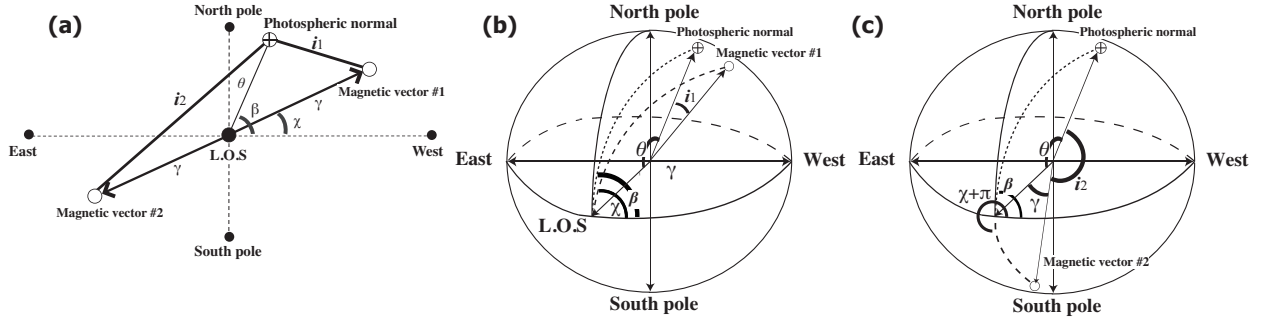 (a)
North pole
Photospheric normal
i1
i2
θ
Magnetic vector #1
β
γ
χ
East
L.O.S
West
γ
Magnetic vector #2
South pole
(b)
North pole
Photospheric normal
Magnetic vector #1
i1
θ
East
West
γ
χ
β
L.O.S
South pole
(c)
North pole
Photospheric normal
θ
East
West
i2
χ+π
β
γ
L.O.S
Magnetic vector #2
South pole